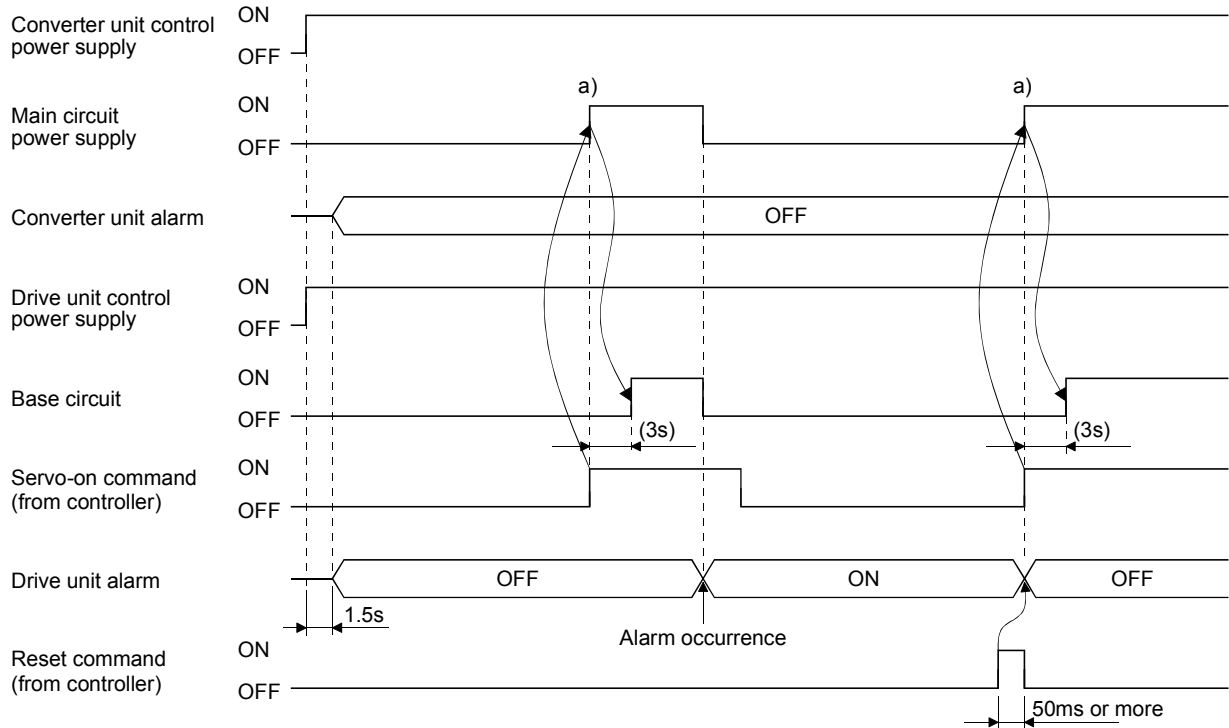 Converter unit control
power supply
ON
OFF
Main circuit
power supply
ON
OFF
a)
a)
Converter unit alarm
OFF
Drive unit control
power supply
ON
OFF
Base circuit
ON
OFF
(3s)
(3s)
Servo-on command
(from controller)
ON
OFF
Drive unit alarm
OFF
ON
OFF
1.5s
Alarm occurrence
Reset command
(from controller)
ON
OFF
50ms or more